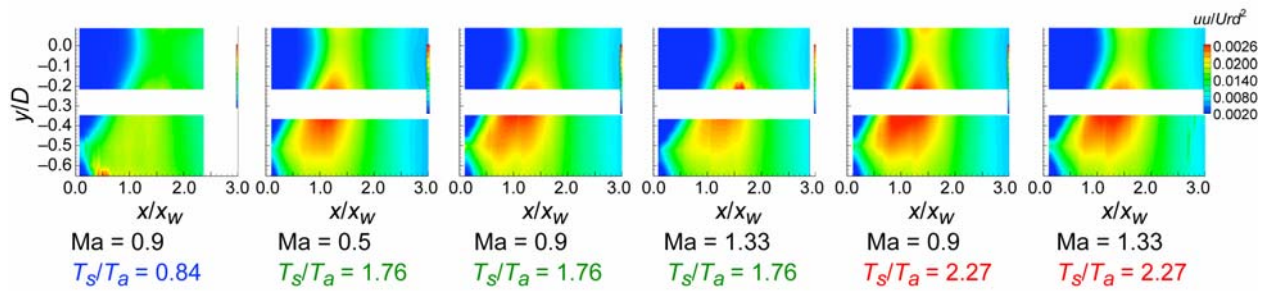 uu/Urd²
0.0026
0.0200
0.0140
0.0080
0.0020
y/D
0.0
−0.1
−0.2
−0.3
−0.4
−0.5
−0.6
0.0 1.0 2.0 3.0
0.0 1.0 2.0 3.0
0.0 1.0 2.0 3.0
0.0 1.0 2.0 3.0
0.0 1.0 2.0 3.0
0.0 1.0 2.0 3.0
x/xW x/xW x/xW x/xW x/xW x/xW
Ma = 0.9 Ma = 0.5 Ma = 0.9 Ma = 1.33 Ma = 0.9 Ma = 1.33
Ts/Ta = 0.84 Ts/Ta = 1.76 Ts/Ta = 1.76 Ts/Ta = 1.76 Ts/Ta = 2.27 Ts/Ta = 2.27